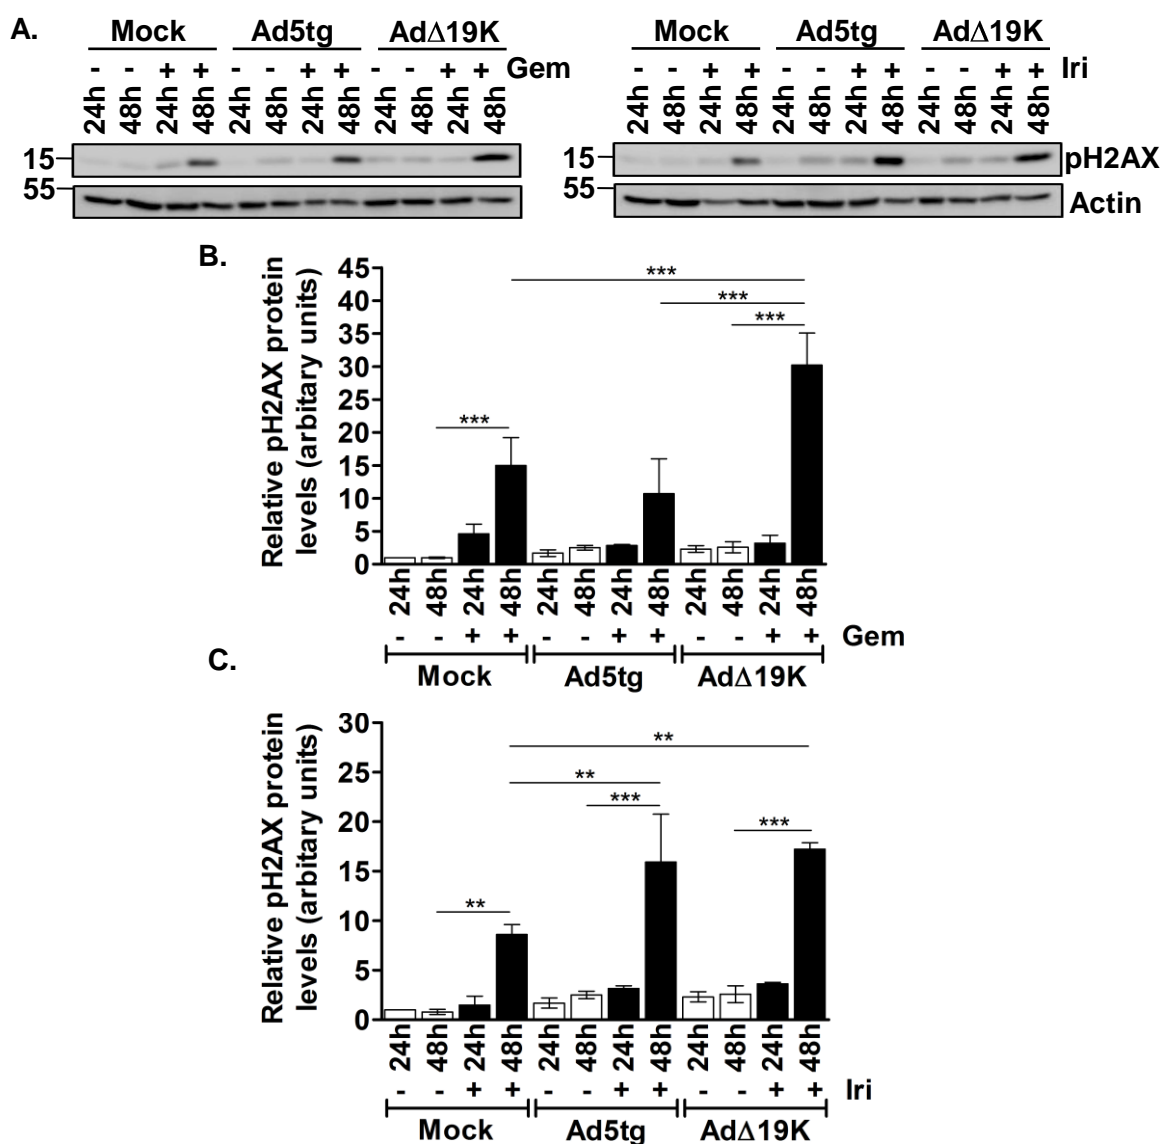 A.
Mock Ad5tg AdΔ19K
- - + + - - + + - - + + Gem
24h 48h 24h 48h 24h 48h 24h 48h 24h 48h 24h 48h
15
55
Mock Ad5tg AdΔ19K
- - + + - - + + - - + + Iri
24h 48h 24h 48h 24h 48h 24h 48h 24h 48h 24h 48h
15 pH2AX
55 Actin
B.
Relative pH2AX protein
levels (arbitary units)
45
40
35
30
25
20
15
10
5
0
***
***
***
***
24h 48h 24h 48h 24h 48h 24h 48h 24h 48h 24h 48h
- - + + - - + + - - + + Gem
Mock Ad5tg AdΔ19K
C.
Relative pH2AX protein
levels (arbitary units)
30
25
20
15
10
5
0
**
**
***
***
**
24h 48h 24h 48h 24h 48h 24h 48h 24h 48h 24h 48h
- - + + - - + + - - + + Iri
Mock Ad5tg AdΔ19K